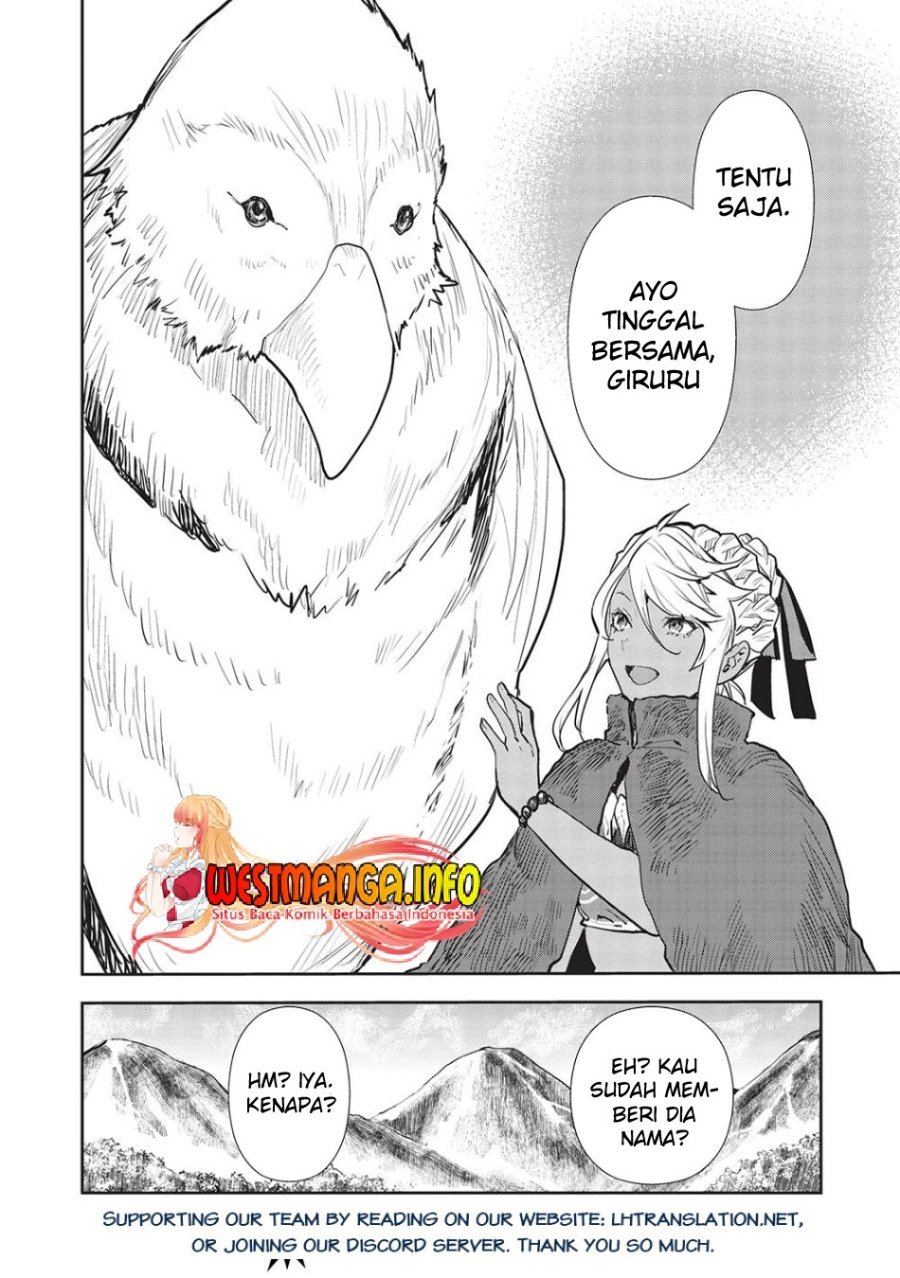 TENTU
SAJA.
AYO
TINGGAL
BERSAMA,
GIRURU
WESTMANGA.INFO
Situs Baca Komik Berbahasa Indonesia
EH? KAU
SUDAH MEM-
BERI DIA
NAMA?
HM? IYA.
KENAPA?
SUPPORTING OUR TEAM BY READING ON OUR WEBSITE: LHTRANSLATION.NET,
OR JOINING OUR DISCORD SERVER. THANK YOU SO MUCH.